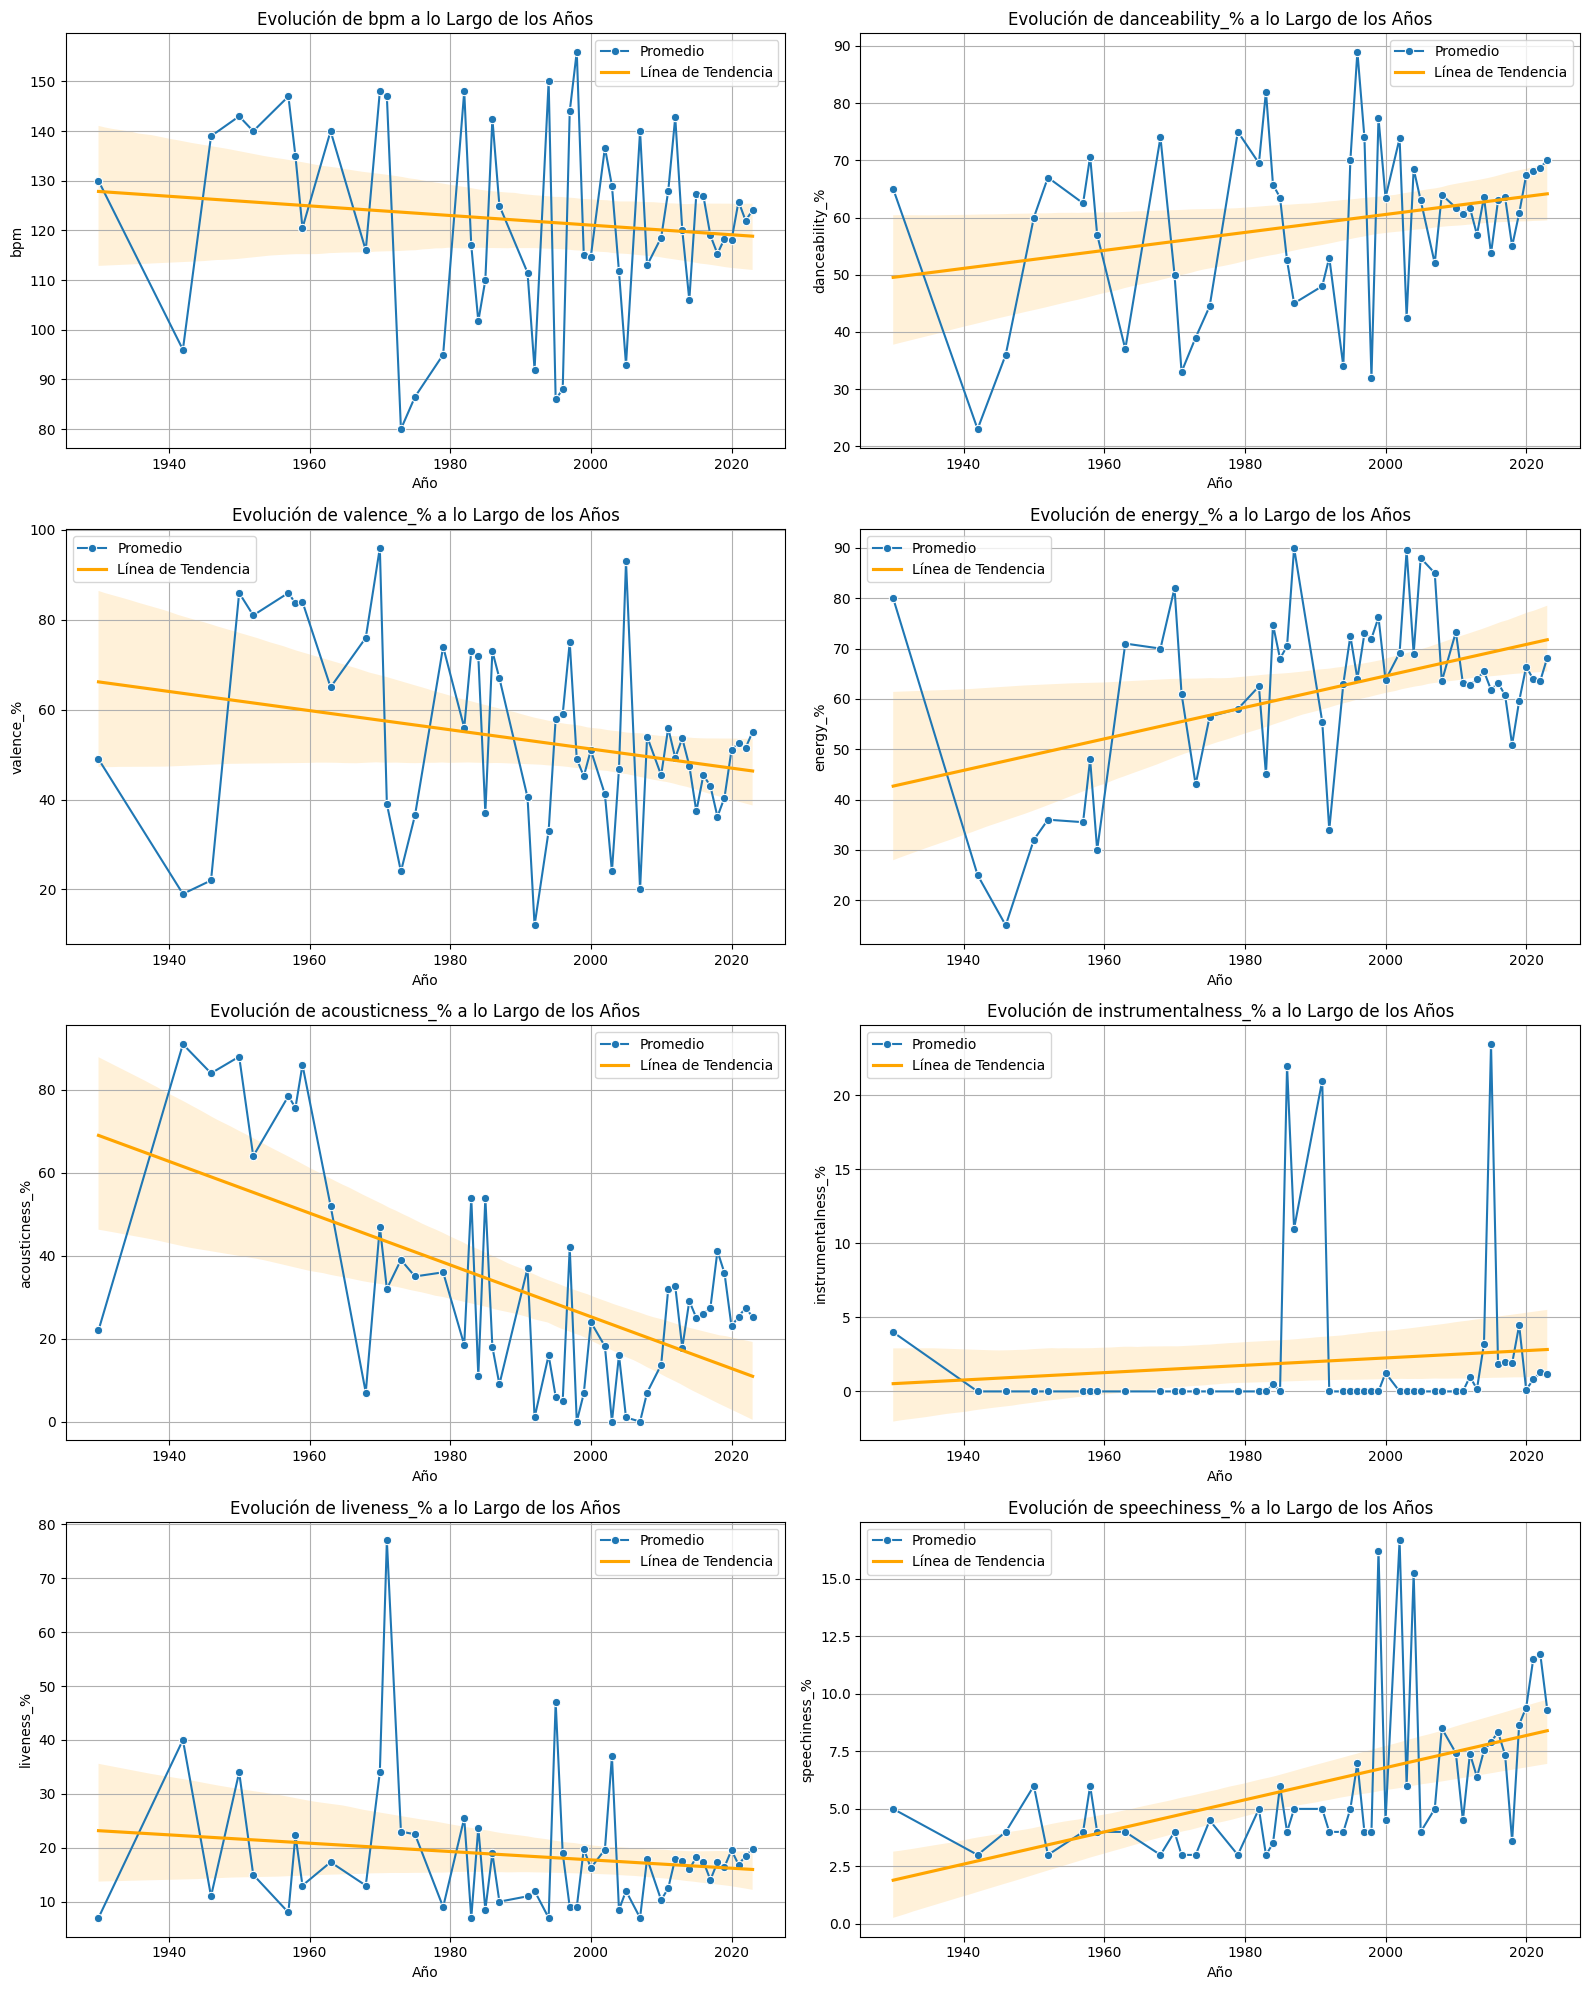 Evolución de bpm a lo Largo de los Años
Promedio
Línea de Tendencia
150
140
130
120
110
100
90
80
bpm
1940 1960 1980 2000 2020
Año
Evolución de danceability_% a lo Largo de los Años
Promedio
Línea de Tendencia
90
80
70
60
50
40
30
20
danceability_%
1940 1960 1980 2000 2020
Año
Evolución de valence_% a lo Largo de los Años
Promedio
Línea de Tendencia
100
80
60
40
20
valence_%
1940 1960 1980 2000 2020
Año
Evolución de energy_% a lo Largo de los Años
Promedio
Línea de Tendencia
90
80
70
60
50
40
30
20
energy_%
1940 1960 1980 2000 2020
Año
Evolución de acousticness_% a lo Largo de los Años
Promedio
Línea de Tendencia
80
60
40
20
0
acousticness_%
1940 1960 1980 2000 2020
Año
Evolución de instrumentalness_% a lo Largo de los Años
Promedio
Línea de Tendencia
20
15
10
5
0
instrumentalness_%
1940 1960 1980 2000 2020
Año
Evolución de liveness_% a lo Largo de los Años
Promedio
Línea de Tendencia
80
70
60
50
40
30
20
10
liveness_%
1940 1960 1980 2000 2020
Año
Evolución de speechiness_% a lo Largo de los Años
Promedio
Línea de Tendencia
15.0
12.5
10.0
7.5
5.0
2.5
0.0
speechiness_%
1940 1960 1980 2000 2020
Año